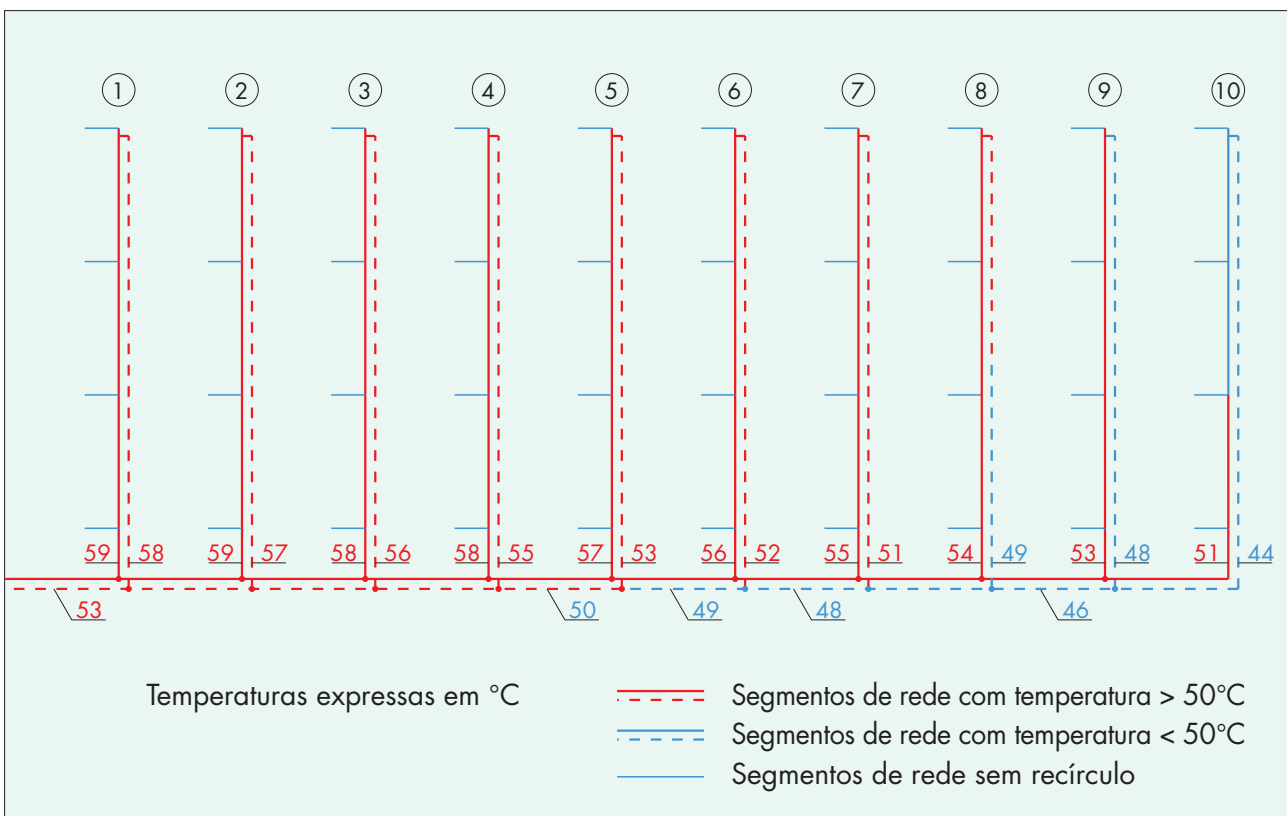 1 2 3 4 5 6 7 8 9 10
59 58 59 57 58 56 58 55 57 53 56 52 55 51 54 49 53 48 51 44
53 50 49 48 46
Temperaturas expressas em °C
Segmentos de rede com temperatura > 50°C
Segmentos de rede com temperatura < 50°C
Segmentos de rede sem recírculo